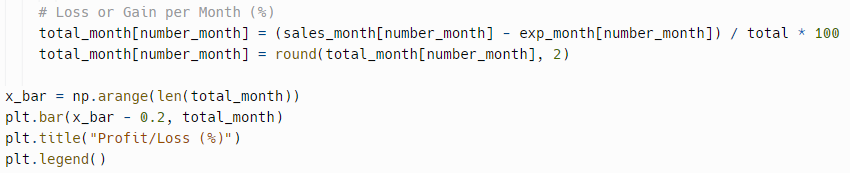 # Loss or Gain per Month (%)
total_month[number_month] = (sales_month[number_month] - exp_month[number_month]) / total * 100
total_month[number_month] = round(total_month[number_month], 2)
x_bar = np.arange(len(total_month))
plt.bar(x_bar - 0.2, total_month)
plt.title("Profit/Loss (%)")
plt.legend()